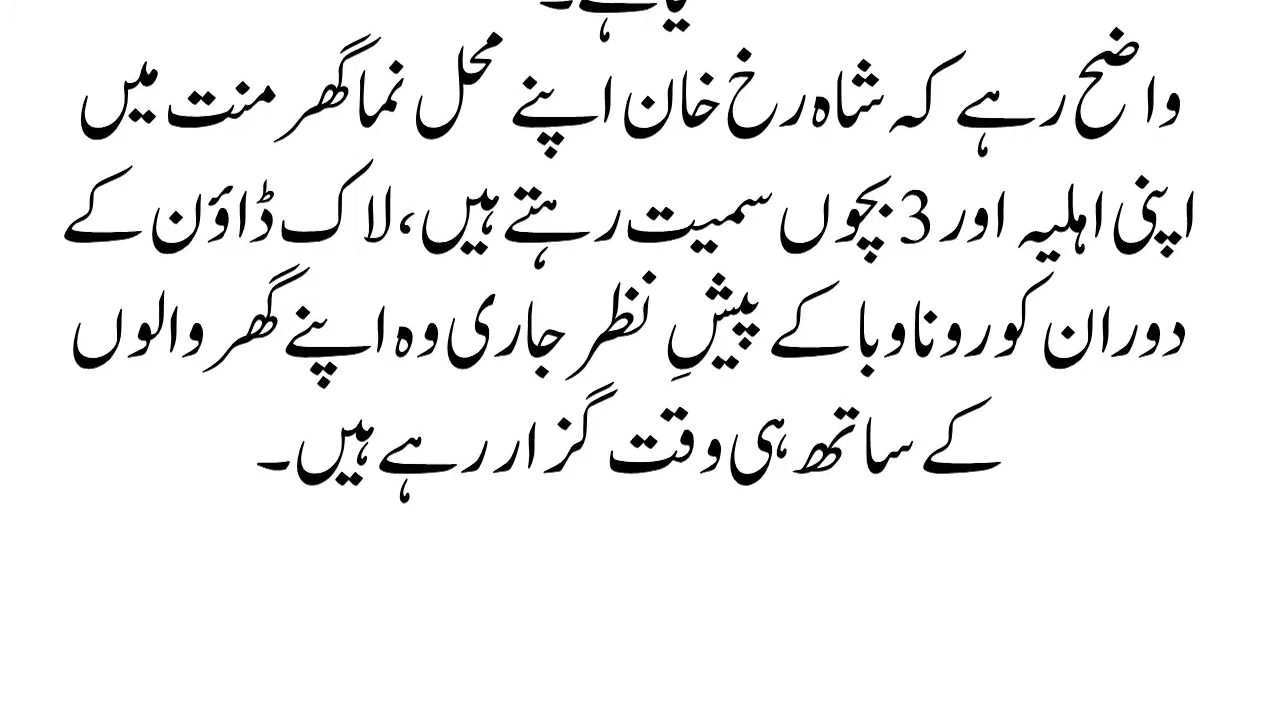 واضح رہے کہ شاہ رخ خان اپنے محل نما گھر منت میں
اپنی اہلیہ اور 3 بچوں سمیت رہتے ہیں، لاک ڈاؤن کے
دوران کورونا وبا کے پیشِ نظر جاری وہ اپنے گھر والوں
کے ساتھ ہی وقت گزار رہے ہیں۔